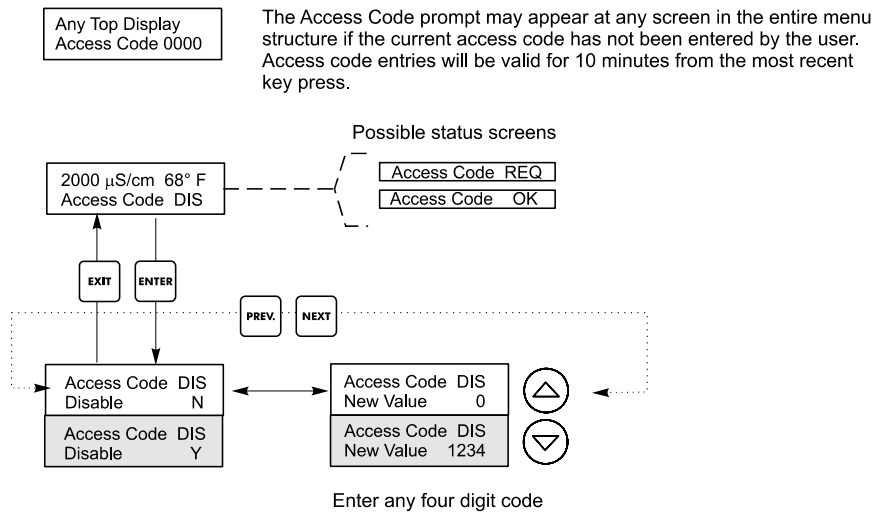 Any Top Display
Access Code 0000
The Access Code prompt may appear at any screen in the entire menu
structure if the current access code has not been entered by the user.
Access code entries will be valid for 10 minutes from the most recent
key press.
Possible status screens
2000 µS/cm 68° F
Access Code DIS
Access Code REQ
Access Code OK
EXIT
ENTER
PREV.
NEXT
Access Code DIS
Disable N
Access Code DIS
Disable Y
Access Code DIS
New Value 0
Access Code DIS
New Value 1234
Enter any four digit code